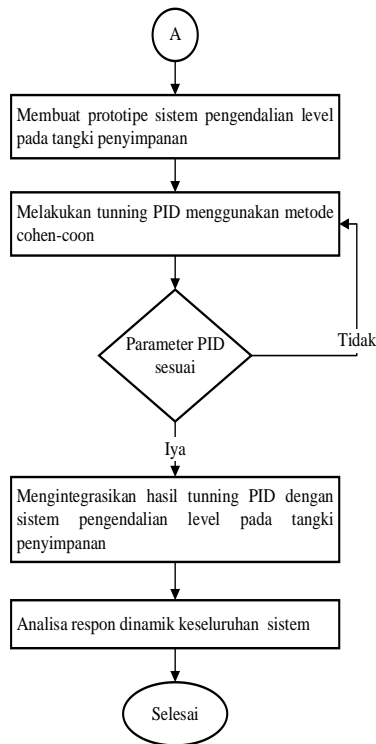 A
Membuat prototipe sistem pengendalian level
pada tangki penyimpanan
Melakukan tunning PID menggunakan metode
cohen-coon
Parameter PID
sesuai
Tidak
Iya
Mengintegrasikan hasil tunning PID dengan
sistem pengendalian level pada tangki
penyimpanan
Analisa respon dinamik keseluruhan sistem
Selesai